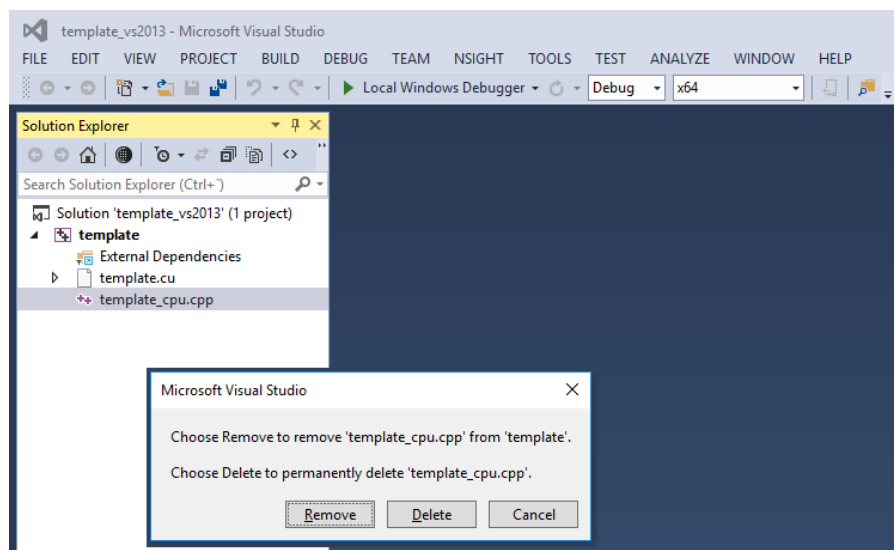 template_vs2013 - Microsoft Visual Studio
FILE EDIT VIEW PROJECT BUILD DEBUG TEAM NSIGHT TOOLS TEST ANALYZE WINDOW HELP
Local Windows Debugger Debug x64
Solution Explorer
Search Solution Explorer (Ctrl+`)
Solution 'template_vs2013' (1 project)
template
External Dependencies
template.cu
template_cpu.cpp
Microsoft Visual Studio
Choose Remove to remove 'template_cpu.cpp' from 'template'.
Choose Delete to permanently delete 'template_cpu.cpp'.
Remove Delete Cancel